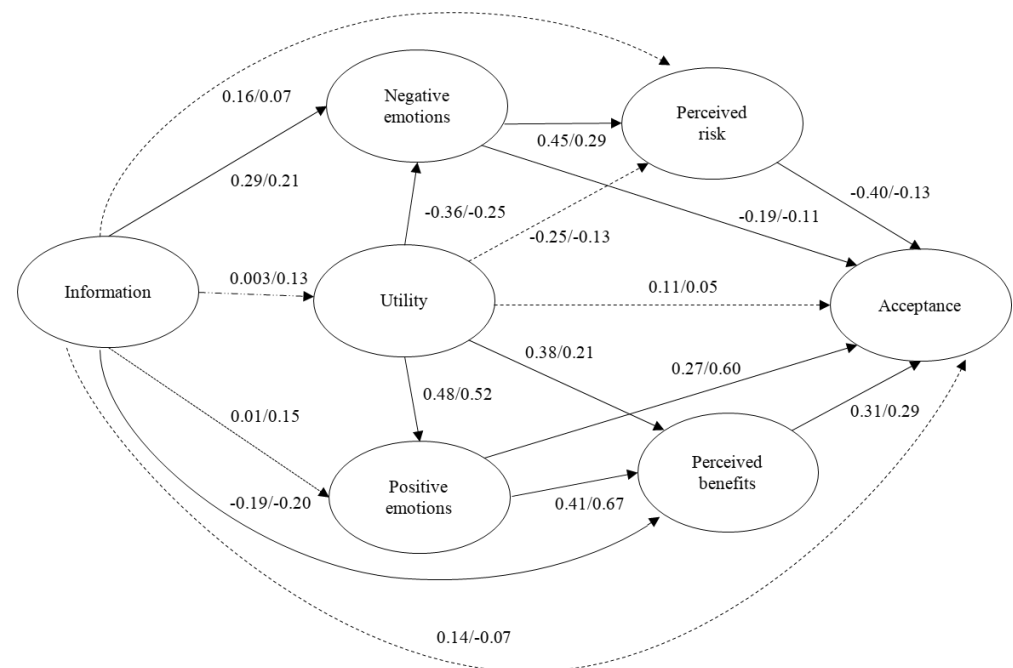 0.16/0.07
Negative
emotions
Perceived
risk
0.45/0.29
0.29/0.21
-0.40/-0.13
-0.36/-0.25
-0.19/-0.11
-0.25/-0.13
Information
0.003/0.13
Utility
0.11/0.05
Acceptance
0.38/0.21
0.27/0.60
0.48/0.52
0.31/0.29
0.01/0.15
Perceived
benefits
Positive
emotions
-0.19/-0.20
0.41/0.67
0.14/-0.07